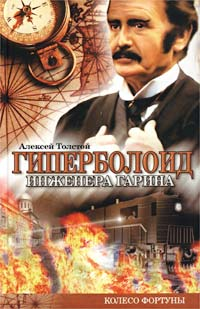 Алексей Толстой
ГИПЕРБОЛОИД
ИНЖЕНЕРА ГАРИНА
КОЛЕСО ФОРТУНЫ